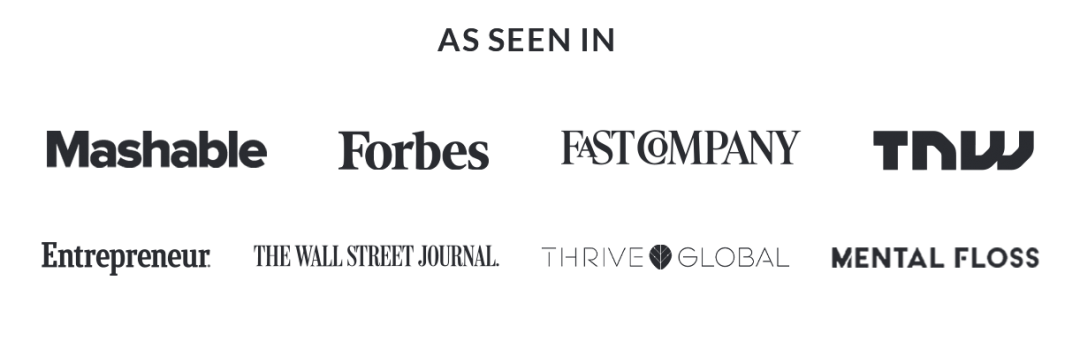 AS SEEN IN
Mashable Forbes FAST COMPANY TNW
Entrepreneur. THE WALL STREET JOURNAL. THRIVE GLOBAL MENTAL FLOSS